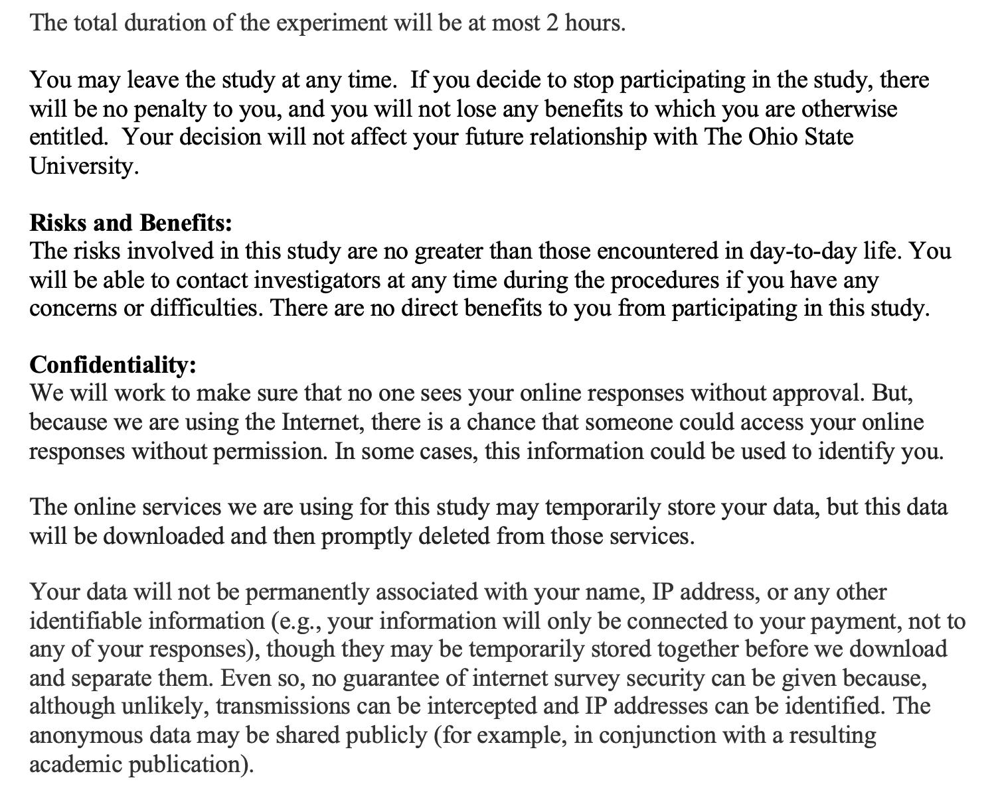 The total duration of the experiment will be at most 2 hours.
You may leave the study at any time.  If you decide to stop participating in the study, there
will be no penalty to you, and you will not lose any benefits to which you are otherwise
entitled.  Your decision will not affect your future relationship with The Ohio State
University.
Risks and Benefits:
The risks involved in this study are no greater than those encountered in day-to-day life. You
will be able to contact investigators at any time during the procedures if you have any
concerns or difficulties. There are no direct benefits to you from participating in this study.
Confidentiality:
We will work to make sure that no one sees your online responses without approval. But,
because we are using the Internet, there is a chance that someone could access your online
responses without permission. In some cases, this information could be used to identify you.
The online services we are using for this study may temporarily store your data, but this data
will be downloaded and then promptly deleted from those services.
Your data will not be permanently associated with your name, IP address, or any other
identifiable information (e.g., your information will only be connected to your payment, not to
any of your responses), though they may be temporarily stored together before we download
and separate them. Even so, no guarantee of internet survey security can be given because,
although unlikely, transmissions can be intercepted and IP addresses can be identified. The
anonymous data may be shared publicly (for example, in conjunction with a resulting
academic publication).